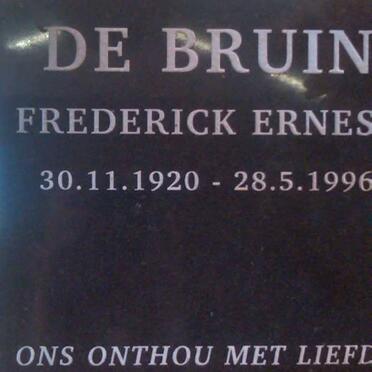 DE BRUIN
FREDERICK ERNES
30.11.1920 - 28.5.1996
ONS ONTHOU MET LIEFD